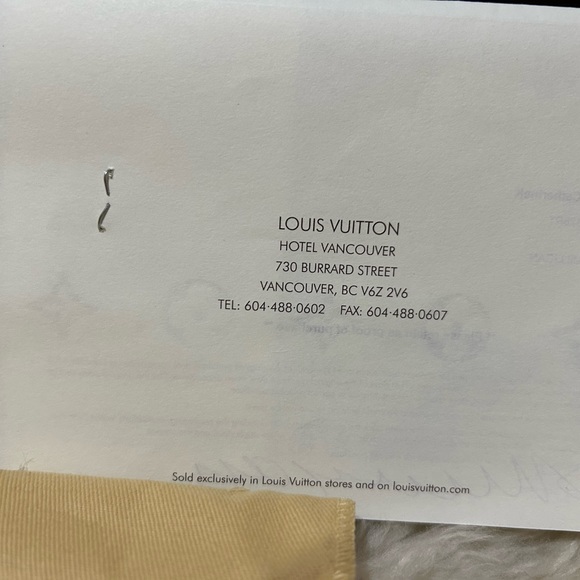 LOUIS VUITTON
HOTEL VANCOUVER
730 BURRARD STREET
VANCOUVER, BC V6Z 2V6
TEL: 604·488·0602 FAX: 604·488·0607
Sold exclusively in Louis Vuitton stores and on louisvuitton.com